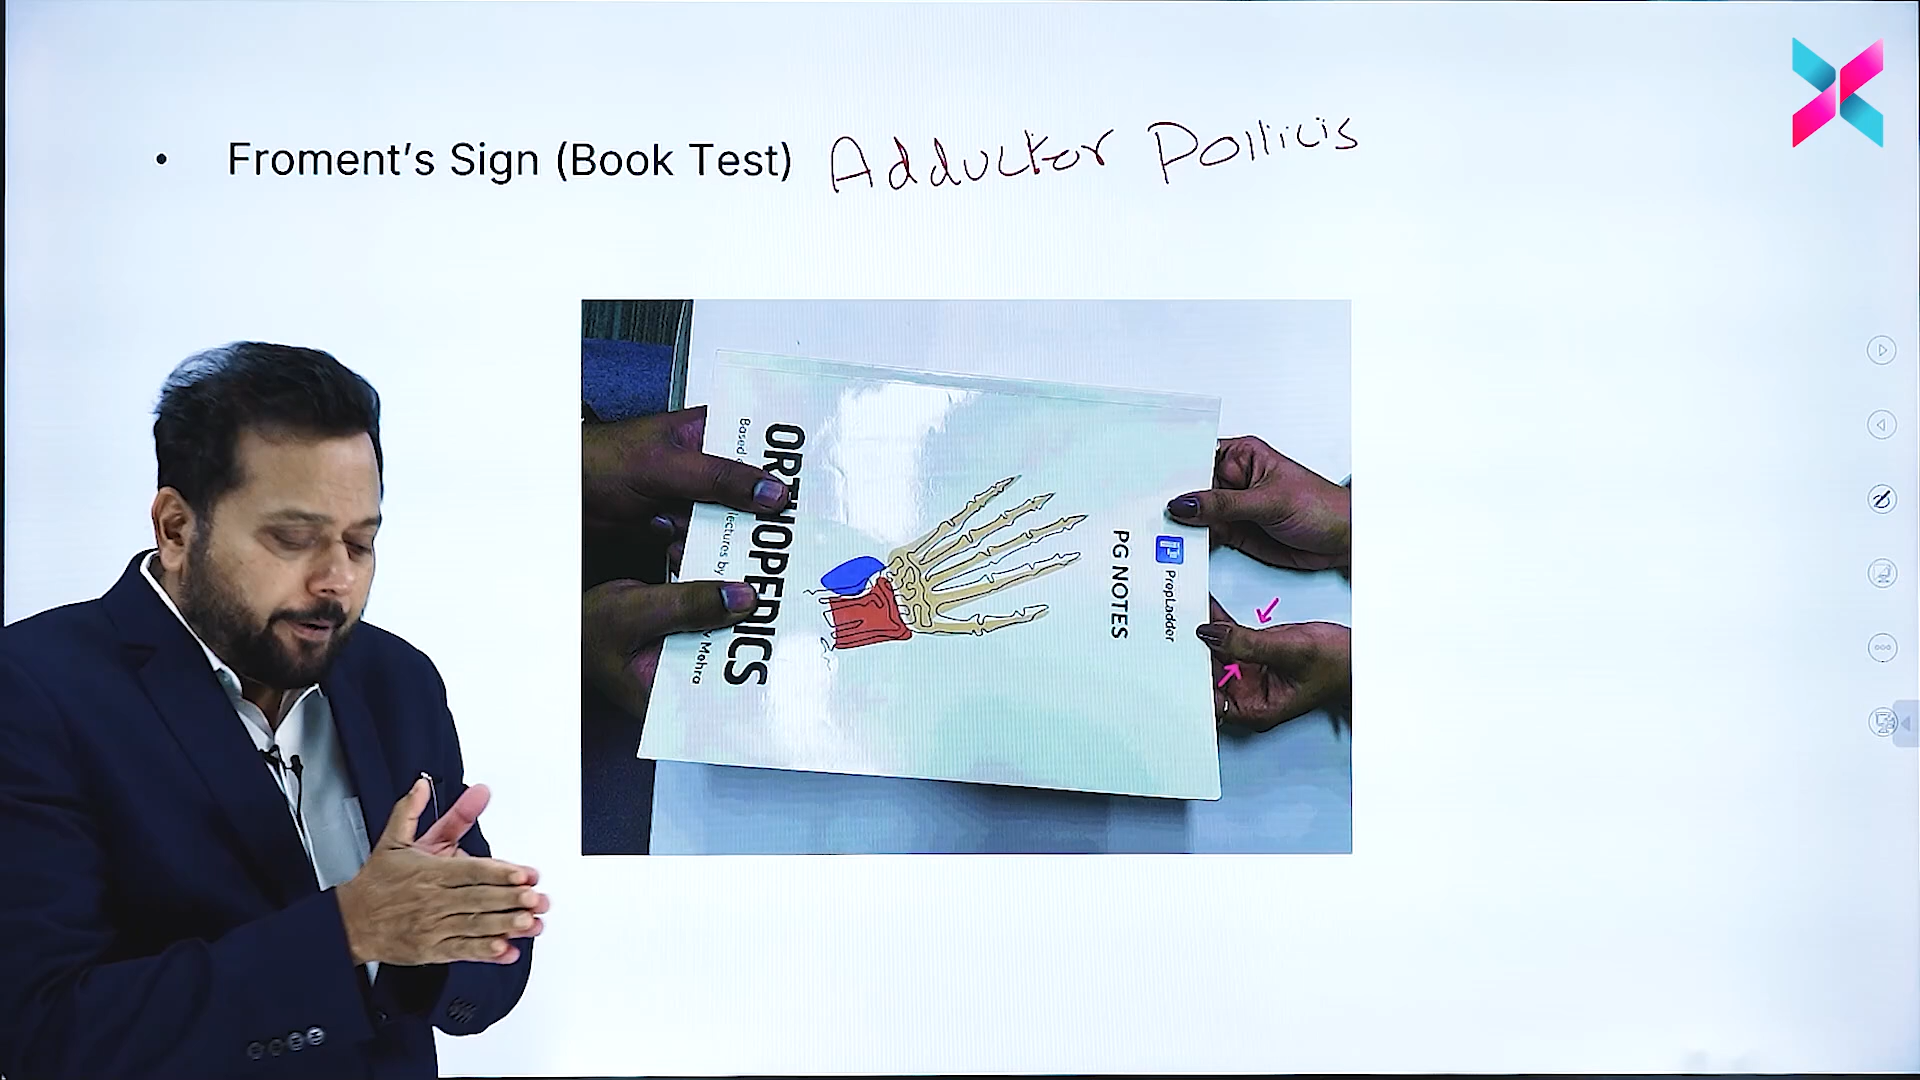 • Froment's Sign (Book Test) Adductor Pollicis
ORTHOPEDICS
Based
lectures by
Mehra
PG NOTES
PrepLadder